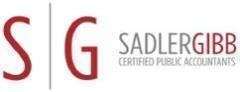 S|G
SADLERGIBB
CERTIFIED PUBLIC ACCOUNTANTS